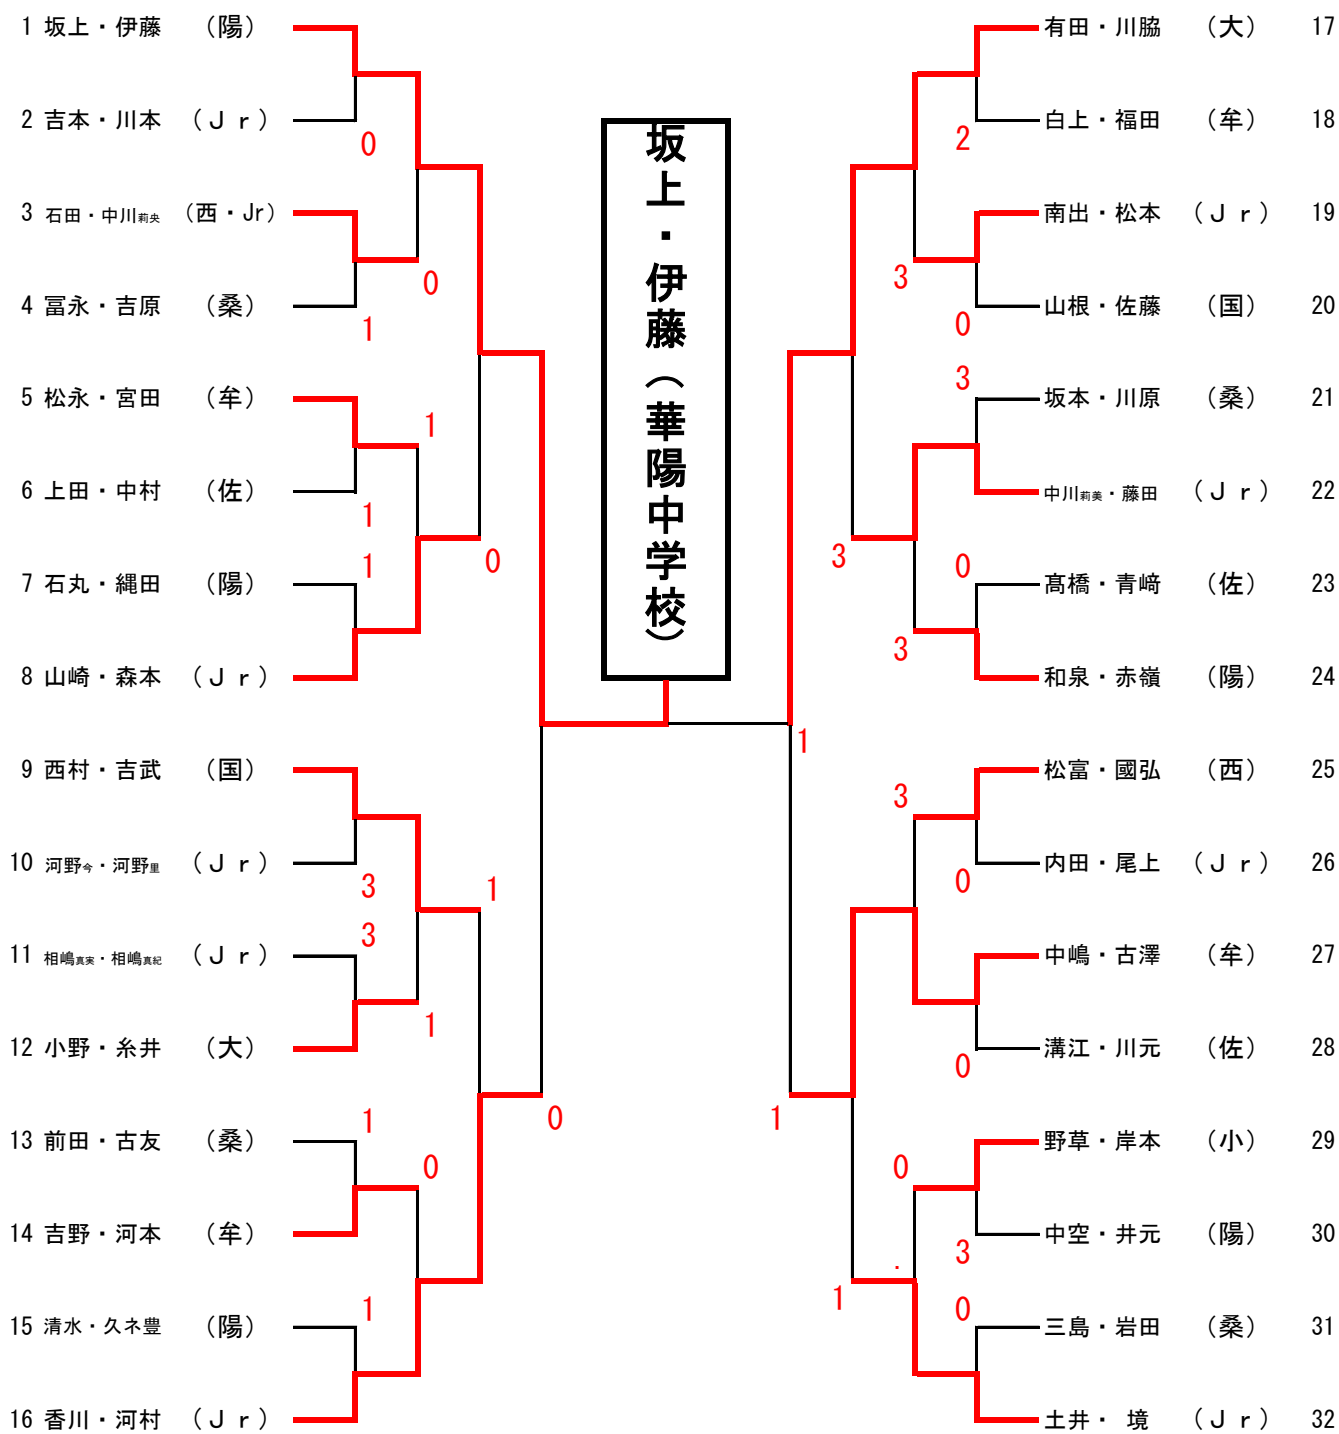 1 坂上・伊藤 （陽）
2 吉本・川本 （Ｊｒ）
0
3 石田・中川莉央 （西・Jr）
0
4 冨永・吉原 （桑）
1
5 松永・宮田 （牟）
1
6 上田・中村 （佐）
1
1
0
7 石丸・縄田 （陽）
8 山崎・森本 （Ｊｒ）
9 西村・吉武 （国）
10 河野今・河野里 （Ｊｒ）
3
1
3
11 相嶋真実・相嶋真紀 （Ｊｒ）
1
12 小野・糸井 （大）
1
0
13 前田・古友 （桑）
0
14 吉野・河本 （牟）
1
15 清水・久ネ豊 （陽）
16 香川・河村 （Ｊｒ）
坂上・伊藤（華陽中学校）
有田・川脇 （大） 17
白上・福田 （牟） 18
2
南出・松本 （Ｊｒ） 19
3
山根・佐藤 （国） 20
0
3
坂本・川原 （桑） 21
中川莉美・藤田 （Ｊｒ） 22
3
0
髙橋・青﨑 （佐） 23
3
和泉・赤嶺 （陽） 24
1
松富・國弘 （西） 25
3
内田・尾上 （Ｊｒ） 26
0
中嶋・古澤 （牟） 27
溝江・川元 （佐） 28
0
1
野草・岸本 （小） 29
0
中空・井元 （陽） 30
3
.
1
0
三島・岩田 （桑） 31
土井・ 境 （Ｊｒ） 32